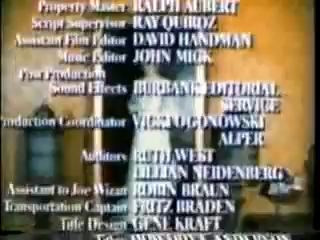 Property Master RALPH AUBERT
Script Supervisor RAY QUIROZ
Assistant Film Editor DAVID HANDMAN
Music Editor JOHN MICK
Post Production
Sound Effects BURBANK EDITORIAL
SERVICE
Production Coordinator VICKI OGONOWSKI
ALPER
Auditors RUTH WEST
LILLIAN NEIDENBERG
Assistant to Joe Wizan ROBIN BRAUN
Transportation Captain FRITZ BRADEN
Title Design GENE KRAFT